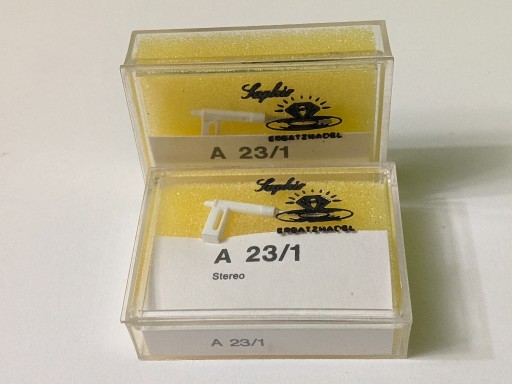 Saphir
ERSATZNADEL
A 23/1
Saphir
ERSATZNADEL
A 23/1
Stereo
A 23/1